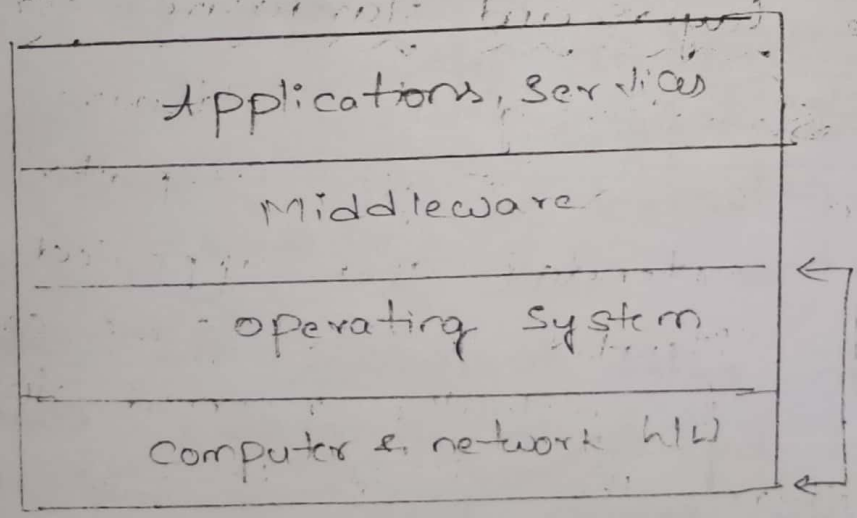 Applications, Services
Middleware
operating system
computer & network h/w